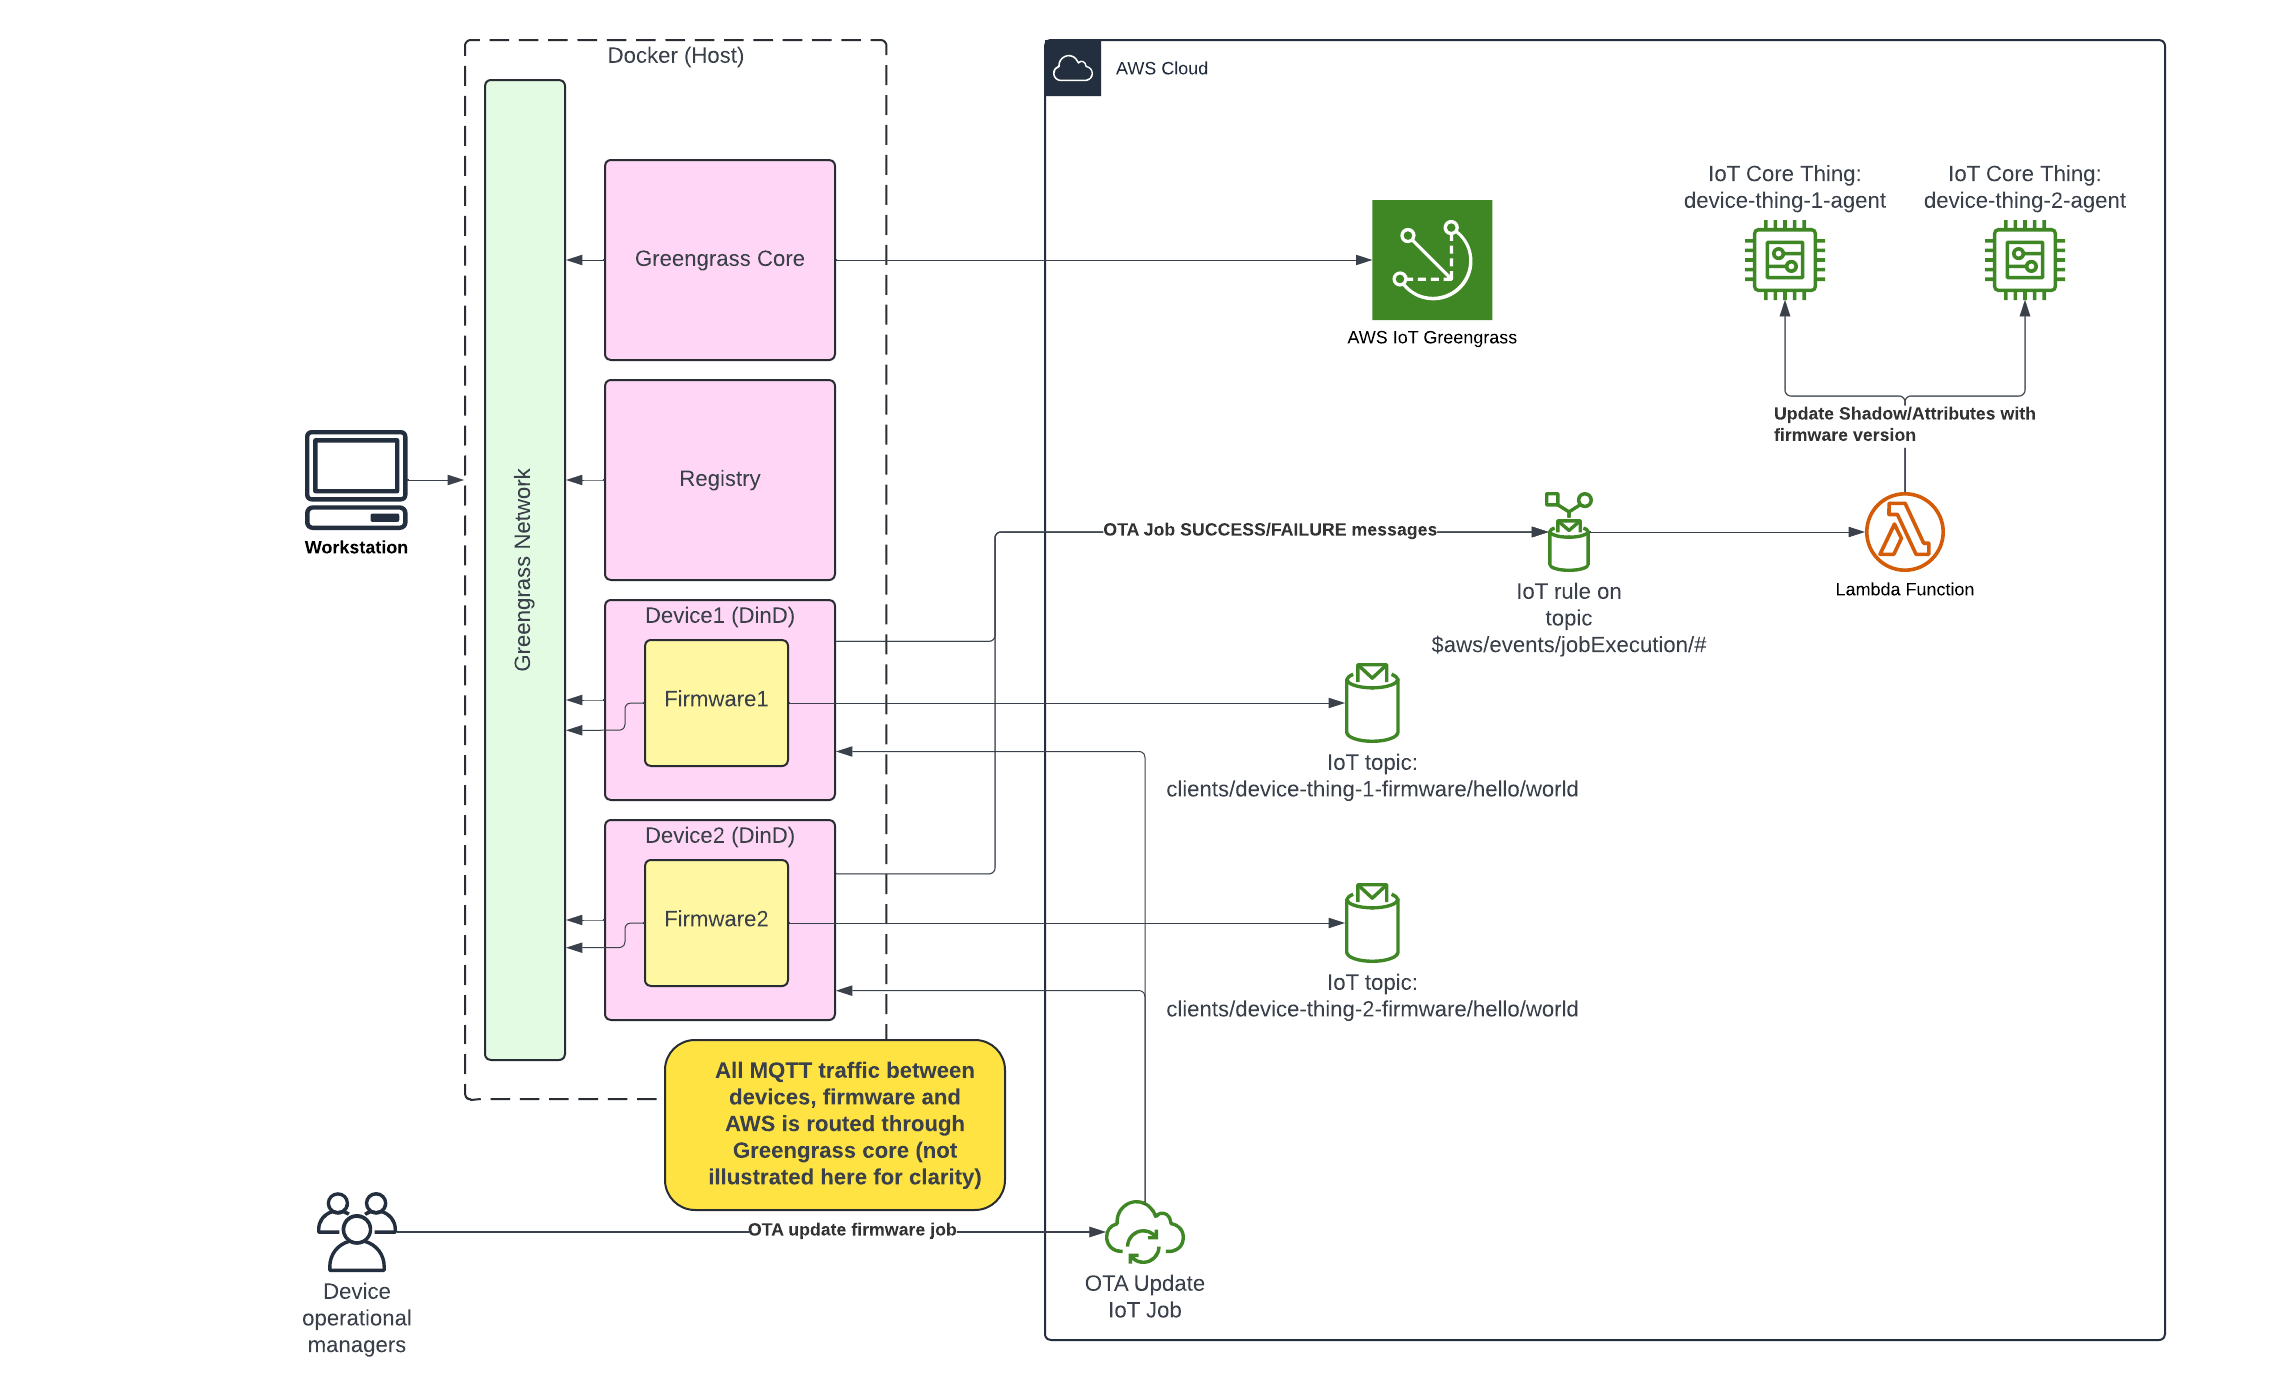 Docker (Host)
AWS Cloud
Greengrass Network
Greengrass Core
AWS IoT Greengrass
IoT Core Thing:
device-thing-1-agent
IoT Core Thing:
device-thing-2-agent
Update Shadow/Attributes with
firmware version
Workstation
Registry
OTA Job SUCCESS/FAILURE messages
IoT rule on
topic
$aws/events/jobExecution/#
Lambda Function
Device1 (DinD)
Firmware1
IoT topic:
clients/device-thing-1-firmware/hello/world
Device2 (DinD)
Firmware2
IoT topic:
clients/device-thing-2-firmware/hello/world
All MQTT traffic between
devices, firmware and
AWS is routed through
Greengrass core (not
illustrated here for clarity)
OTA update firmware job
Device
operational
managers
OTA Update
IoT Job